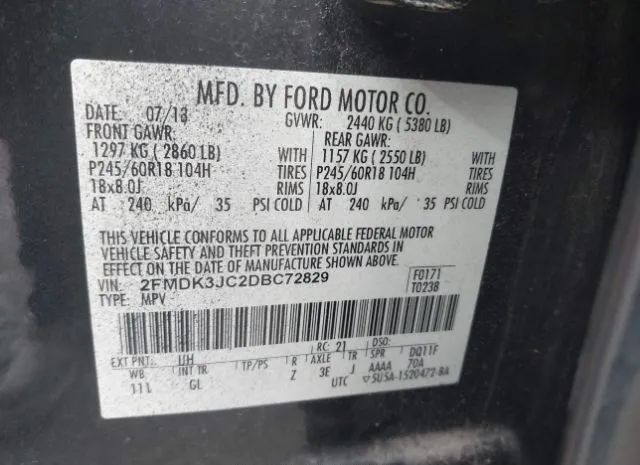 MFD. BY FORD MOTOR CO.
DATE: 07/13 GVWR: 2440 KG ( 5380 LB)
FRONT GAWR: REAR GAWR:
1297 KG ( 2860 LB) WITH 1157 KG ( 2550 LB) WITH
P245/60R18 104H TIRES P245/60R18 104H TIRES
18x8.0J RIMS 18x8.0J RIMS
AT 240 kPa/ 35 PSI COLD AT 240 kPa/ 35 PSI COLD
THIS VEHICLE CONFORMS TO ALL APPLICABLE FEDERAL MOTOR
VEHICLE SAFETY AND THEFT PREVENTION STANDARDS IN
EFFECT ON THE DATE OF MANUFACTURE SHOWN ABOVE.
VIN: 2FMDK3JC2DBC72829 F0171
TYPE: MPV T0238
EXT PNT: UH RC: 21 DSO:
WB INT TR TP/PS R AXLE TR SPR DQ11F
111 GL Z 3E J AAAA 70A
UTC ▽5U5A-1520472-BA